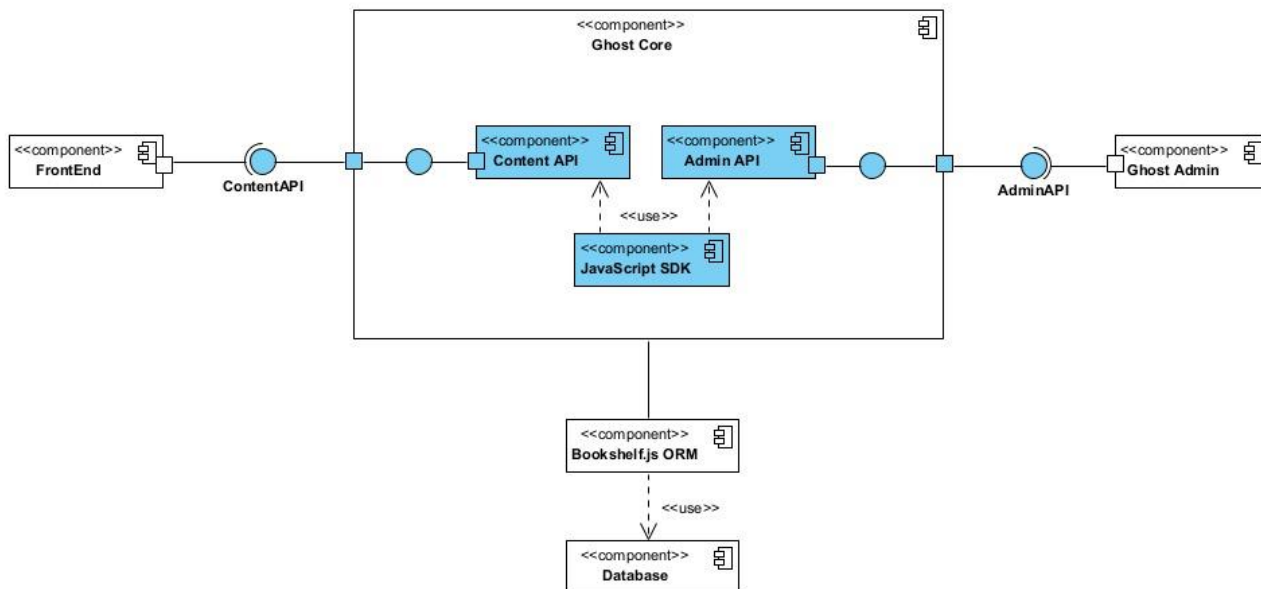 <<component>>
Ghost Core
<<component>>
FrontEnd
ContentAPI
<<component>>
Content API
<<component>>
Admin API
AdminAPI
<<component>>
Ghost Admin
<<use>>
<<component>>
JavaScript SDK
<<component>>
Bookshelf.js ORM
<<use>>
<<component>>
Database